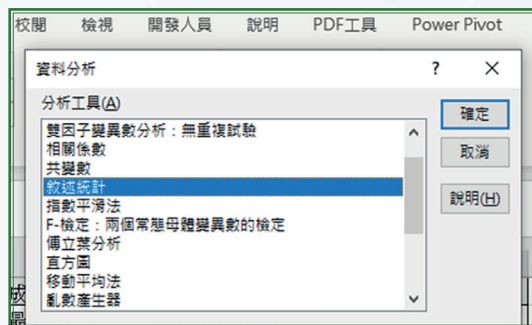 校閱 檢視 開發人員 說明 PDF工具 Power Pivot
資料分析 ? ×
分析工具(A)
雙因子變異數分析：無重複試驗
相關係數
共變數
敘述統計
指數平滑法
F-檢定：兩個常態母體變異數的檢定
傅立葉分析
直方圖
移動平均法
亂數產生器
確定
取消
說明(H)